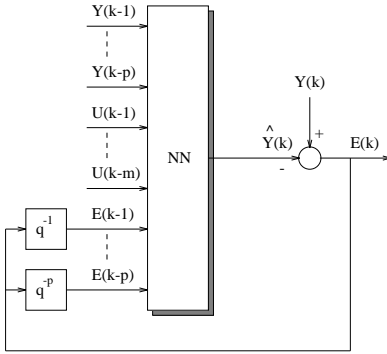 Y(k-1)
Y(k-p)
U(k-1)
U(k-m)
E(k-1)
E(k-p)
q^-1
q^-p
NN
Y(k)
+
^
Y(k)
-
E(k)